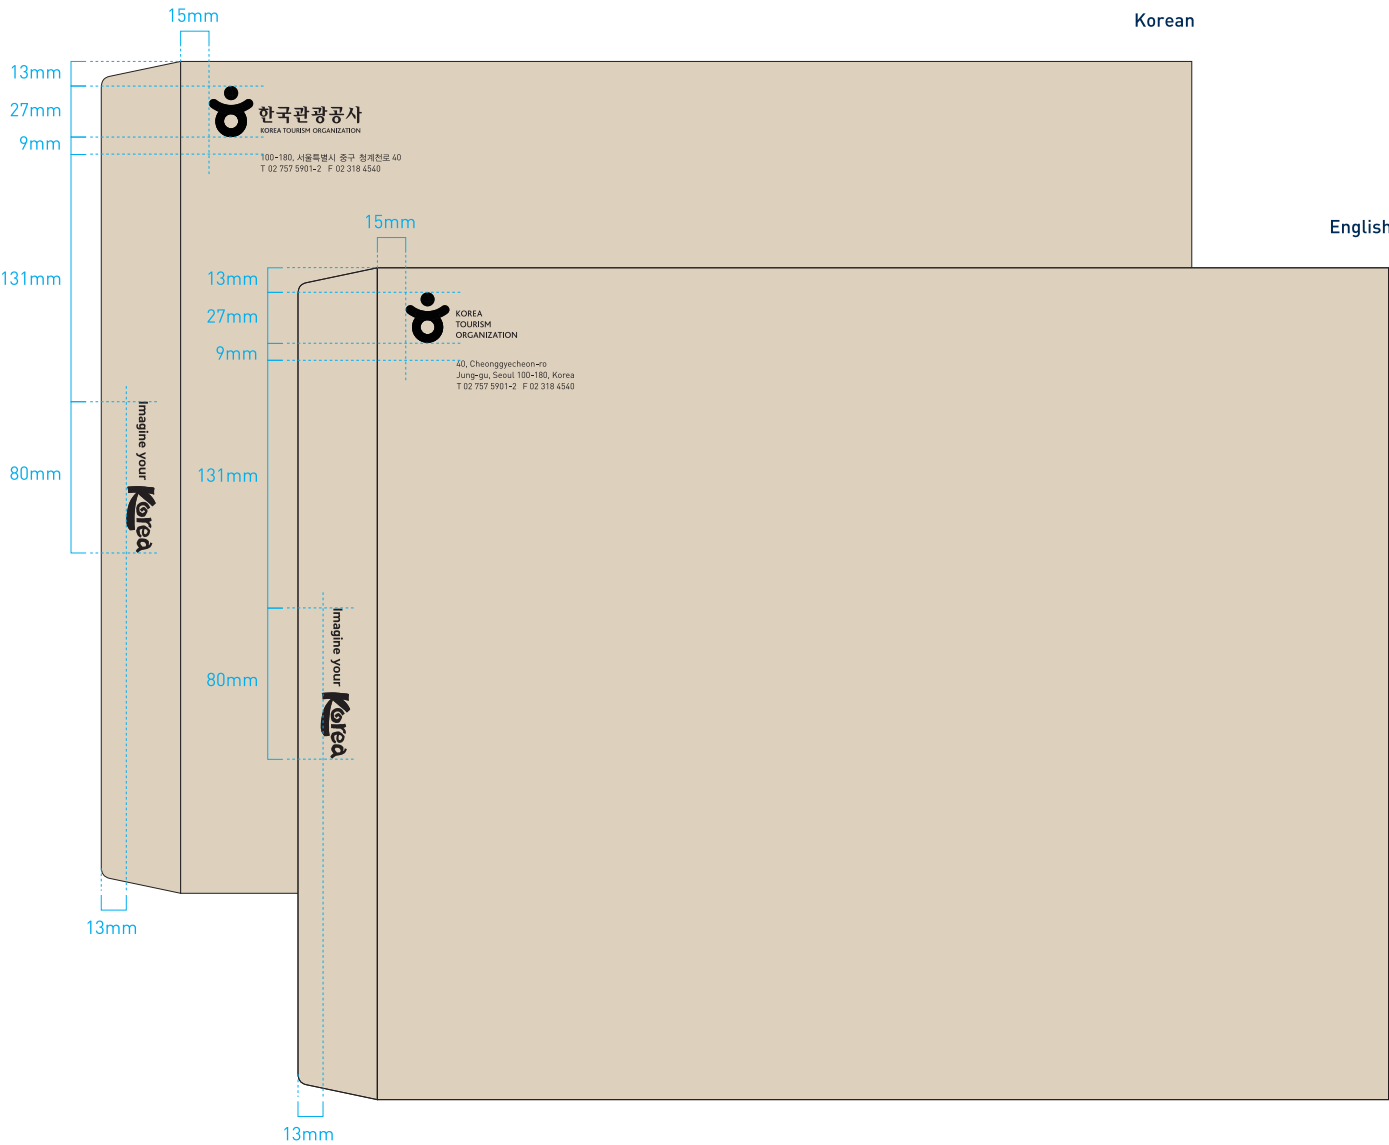 Korean
15mm
13mm
27mm
9mm
131mm
80mm
13mm
한국관광공사
KOREA TOURISM ORGANIZATION
100-180, 서울특별시 중구 청계천로 40
T 02 757 5901-2 F 02 318 4540
Imagine your
Korea
English
15mm
13mm
27mm
9mm
131mm
80mm
13mm
KOREA
TOURISM
ORGANIZATION
40, Cheonggyecheon-ro
Jung-gu, Seoul 100-180, Korea
T 02 757 5901-2 F 02 318 4540
Imagine your
Korea